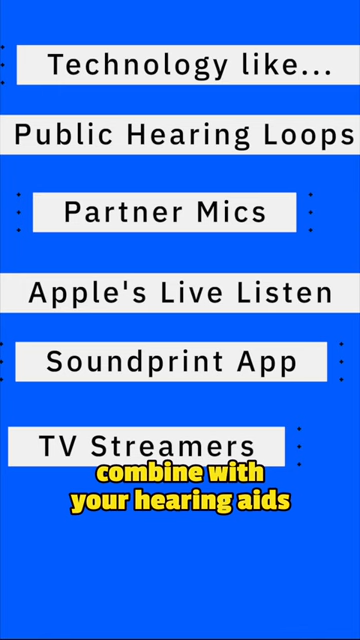 Technology like...
Public Hearing Loops
Partner Mics
Apple's Live Listen
Soundprint App
TV Streamers
combine with
your hearing aids